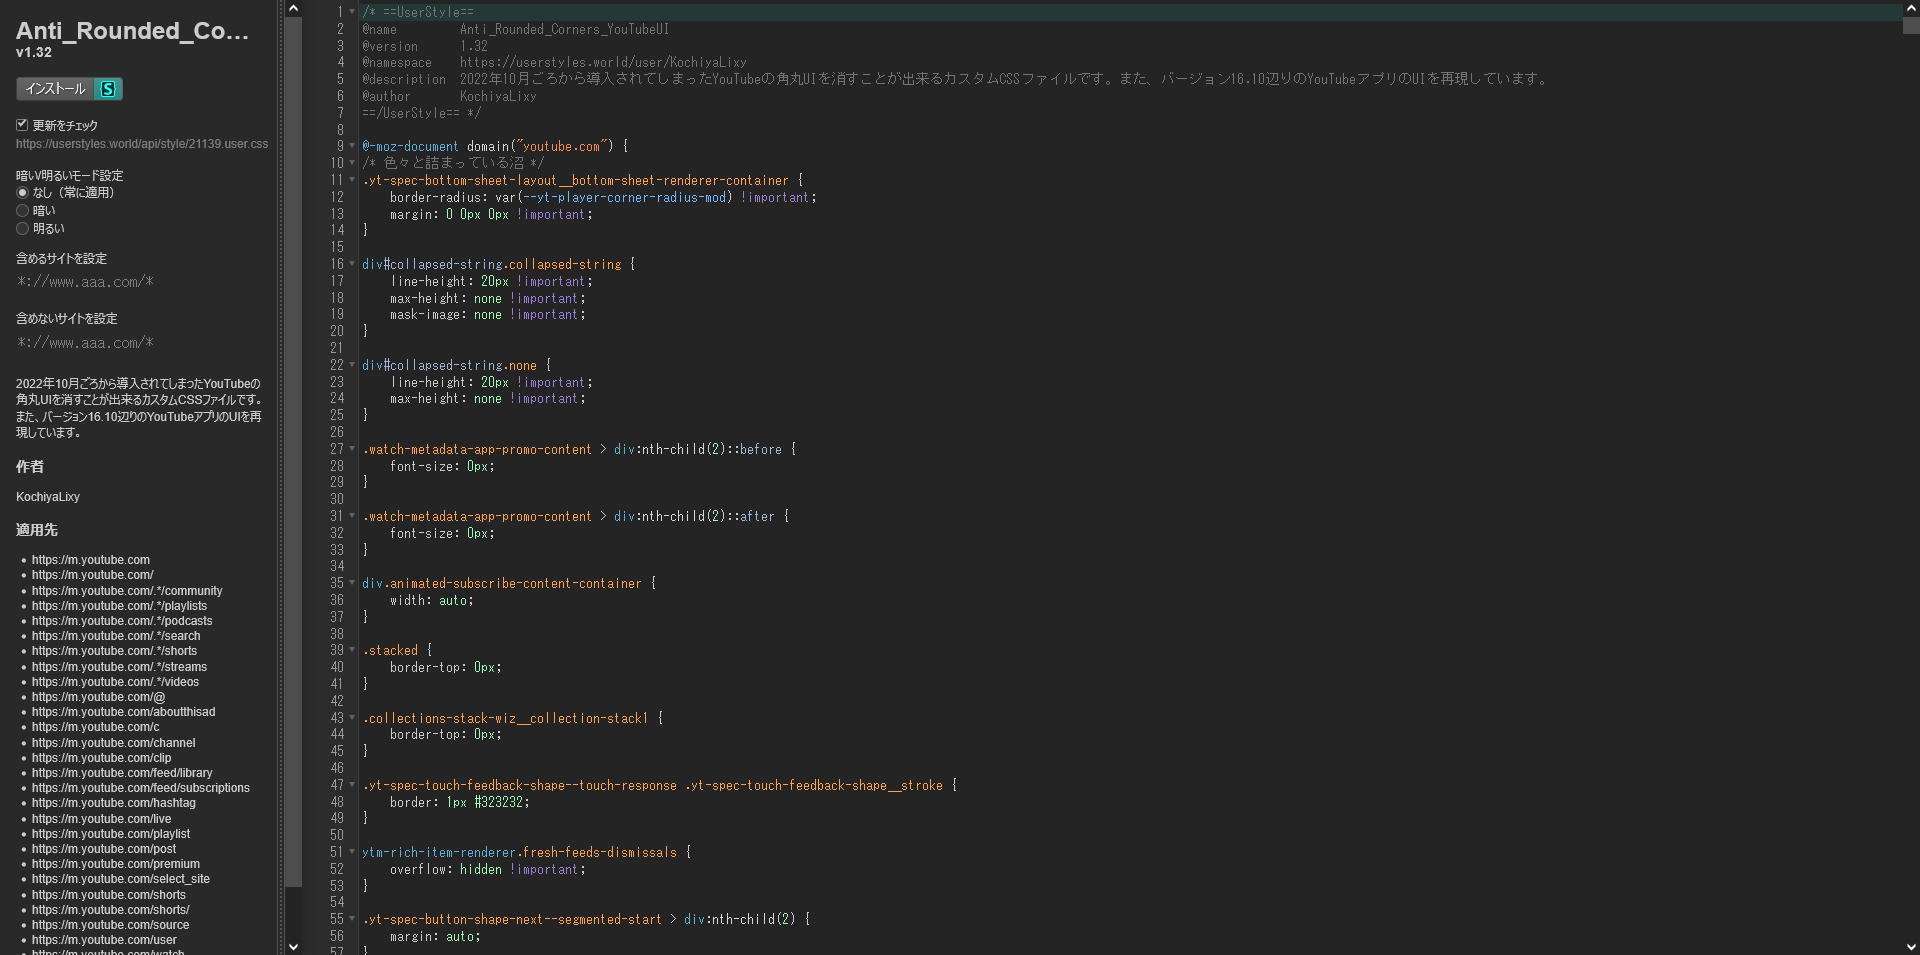 Anti_Rounded_Co...
v1.32
インストール
更新をチェック
https://userstyles.world/api/style/21139.user.css
暗い/明るいモード設定
なし（常に適用）
暗い
明るい
含めるサイトを設定
*://www.aaa.com/*
含めないサイトを設定
*://www.aaa.com/*
2022年10月ごろから導入されてしまったYouTubeの
角丸UIを消すことが出来るカスタムCSSファイルです。
また、バージョン16.10辺りのYouTubeアプリのUIを再
現しています。
作者
KochiyaLixy
適用先
https://m.youtube.com
https://m.youtube.com/
https://m.youtube.com/.*/community
https://m.youtube.com/.*/playlists
https://m.youtube.com/.*/podcasts
https://m.youtube.com/.*/search
https://m.youtube.com/.*/shorts
https://m.youtube.com/.*/streams
https://m.youtube.com/.*/videos
https://m.youtube.com/@
https://m.youtube.com/aboutthisad
https://m.youtube.com/c
https://m.youtube.com/channel
https://m.youtube.com/clip
https://m.youtube.com/feed/library
https://m.youtube.com/feed/subscriptions
https://m.youtube.com/hashtag
https://m.youtube.com/live
https://m.youtube.com/playlist
https://m.youtube.com/post
https://m.youtube.com/premium
https://m.youtube.com/select_site
https://m.youtube.com/shorts
https://m.youtube.com/shorts/
https://m.youtube.com/source
https://m.youtube.com/user
https://m.youtube.com/watch
1 /* ==UserStyle==
2 @name Anti_Rounded_Corners_YouTubeUI
3 @version 1.32
4 @namespace https://userstyles.world/user/KochiyaLixy
5 @description 2022年10月ごろから導入されてしまったYouTubeの角丸UIを消すことが出来るカスタムCSSファイルです。また、バージョン16.10辺りのYouTubeアプリのUIを再現しています。
6 @author KochiyaLixy
7 ==/UserStyle== */
8
9 @-moz-document domain("youtube.com") {
10 /* 色々と詰まっている沼 */
11 .yt-spec-bottom-sheet-layout__bottom-sheet-renderer-container {
12 border-radius: var(--yt-player-corner-radius-mod) !important;
13 margin: 0 0px 0px !important;
14 }
15
16 div#collapsed-string.collapsed-string {
17 line-height: 20px !important;
18 max-height: none !important;
19 mask-image: none !important;
20 }
21
22 div#collapsed-string.none {
23 line-height: 20px !important;
24 max-height: none !important;
25 }
26
27 .watch-metadata-app-promo-content > div:nth-child(2)::before {
28 font-size: 0px;
29 }
30
31 .watch-metadata-app-promo-content > div:nth-child(2)::after {
32 font-size: 0px;
33 }
34
35 div.animated-subscribe-content-container {
36 width: auto;
37 }
38
39 .stacked {
40 border-top: 0px;
41 }
42
43 .collections-stack-wiz__collection-stack1 {
44 border-top: 0px;
45 }
46
47 .yt-spec-touch-feedback-shape--touch-response .yt-spec-touch-feedback-shape__stroke {
48 border: 1px #323232;
49 }
50
51 ytm-rich-item-renderer.fresh-feeds-dismissals {
52 overflow: hidden !important;
53 }
54
55 .yt-spec-button-shape-next--segmented-start > div:nth-child(2) {
56 margin: auto;
57 }